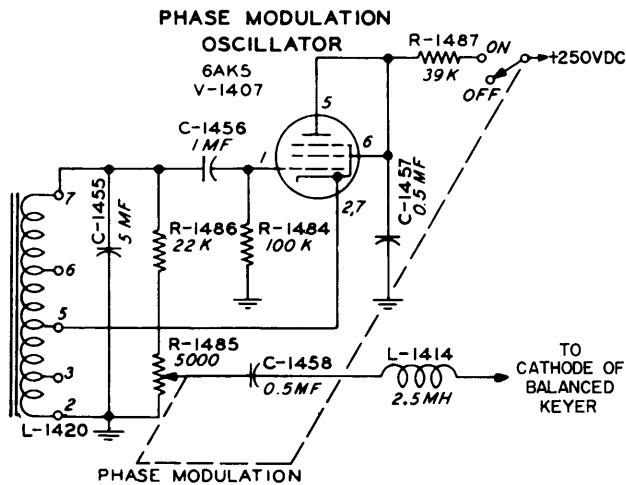 PHASE MODULATION
OSCILLATOR
6AK5
V-1407
R-1487
39K
ON
OFF
+250VDC
5
6
1
2,7
C-1456
1MF
C-1455
5 MF
R-1486
22 K
R-1484
100 K
C-1457
0.5MF
7
6
5
3
2
L-1420
R-1485
5000
C-1458
0.5MF
L-1414
2.5MH
TO
CATHODE OF
BALANCED
KEYER
PHASE MODULATION